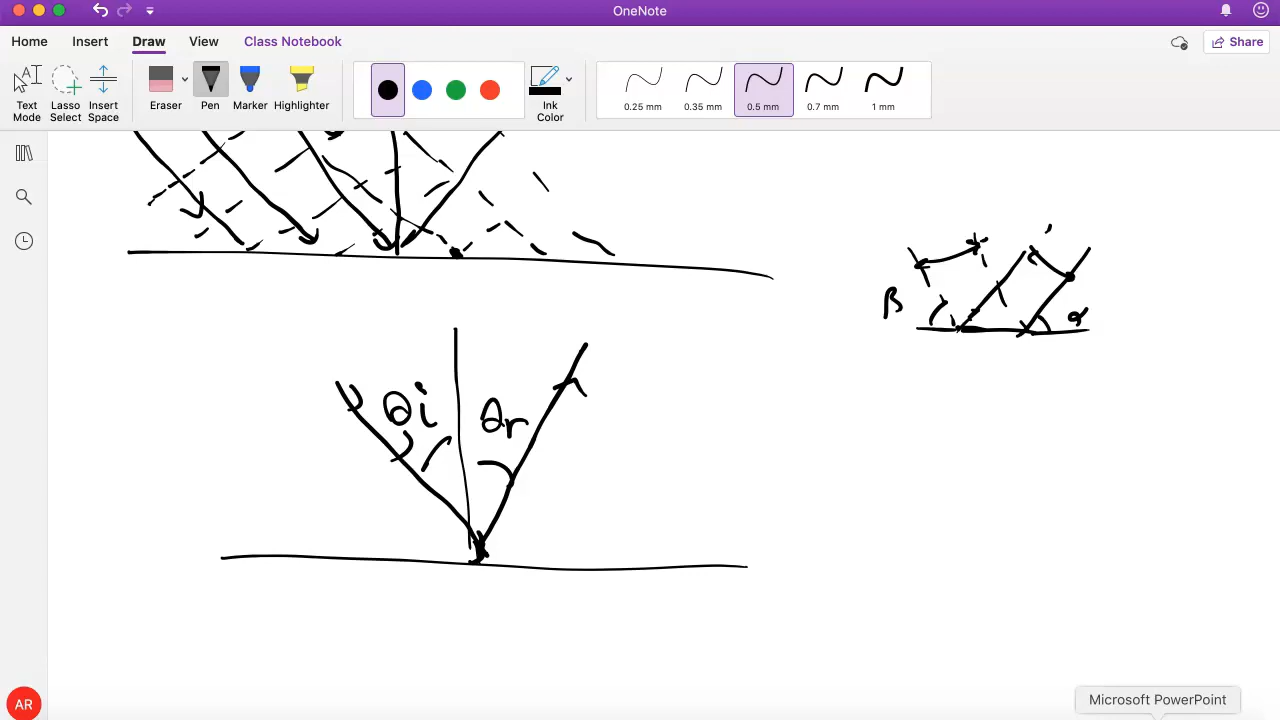 OneNote
Home Insert Draw View Class Notebook Share
Text Mode Lasso Select Insert Space Eraser Pen Marker Highlighter Ink Color 0.25 mm 0.35 mm 0.5 mm 0.7 mm 1 mm
β α
θi θr
AR
Microsoft PowerPoint